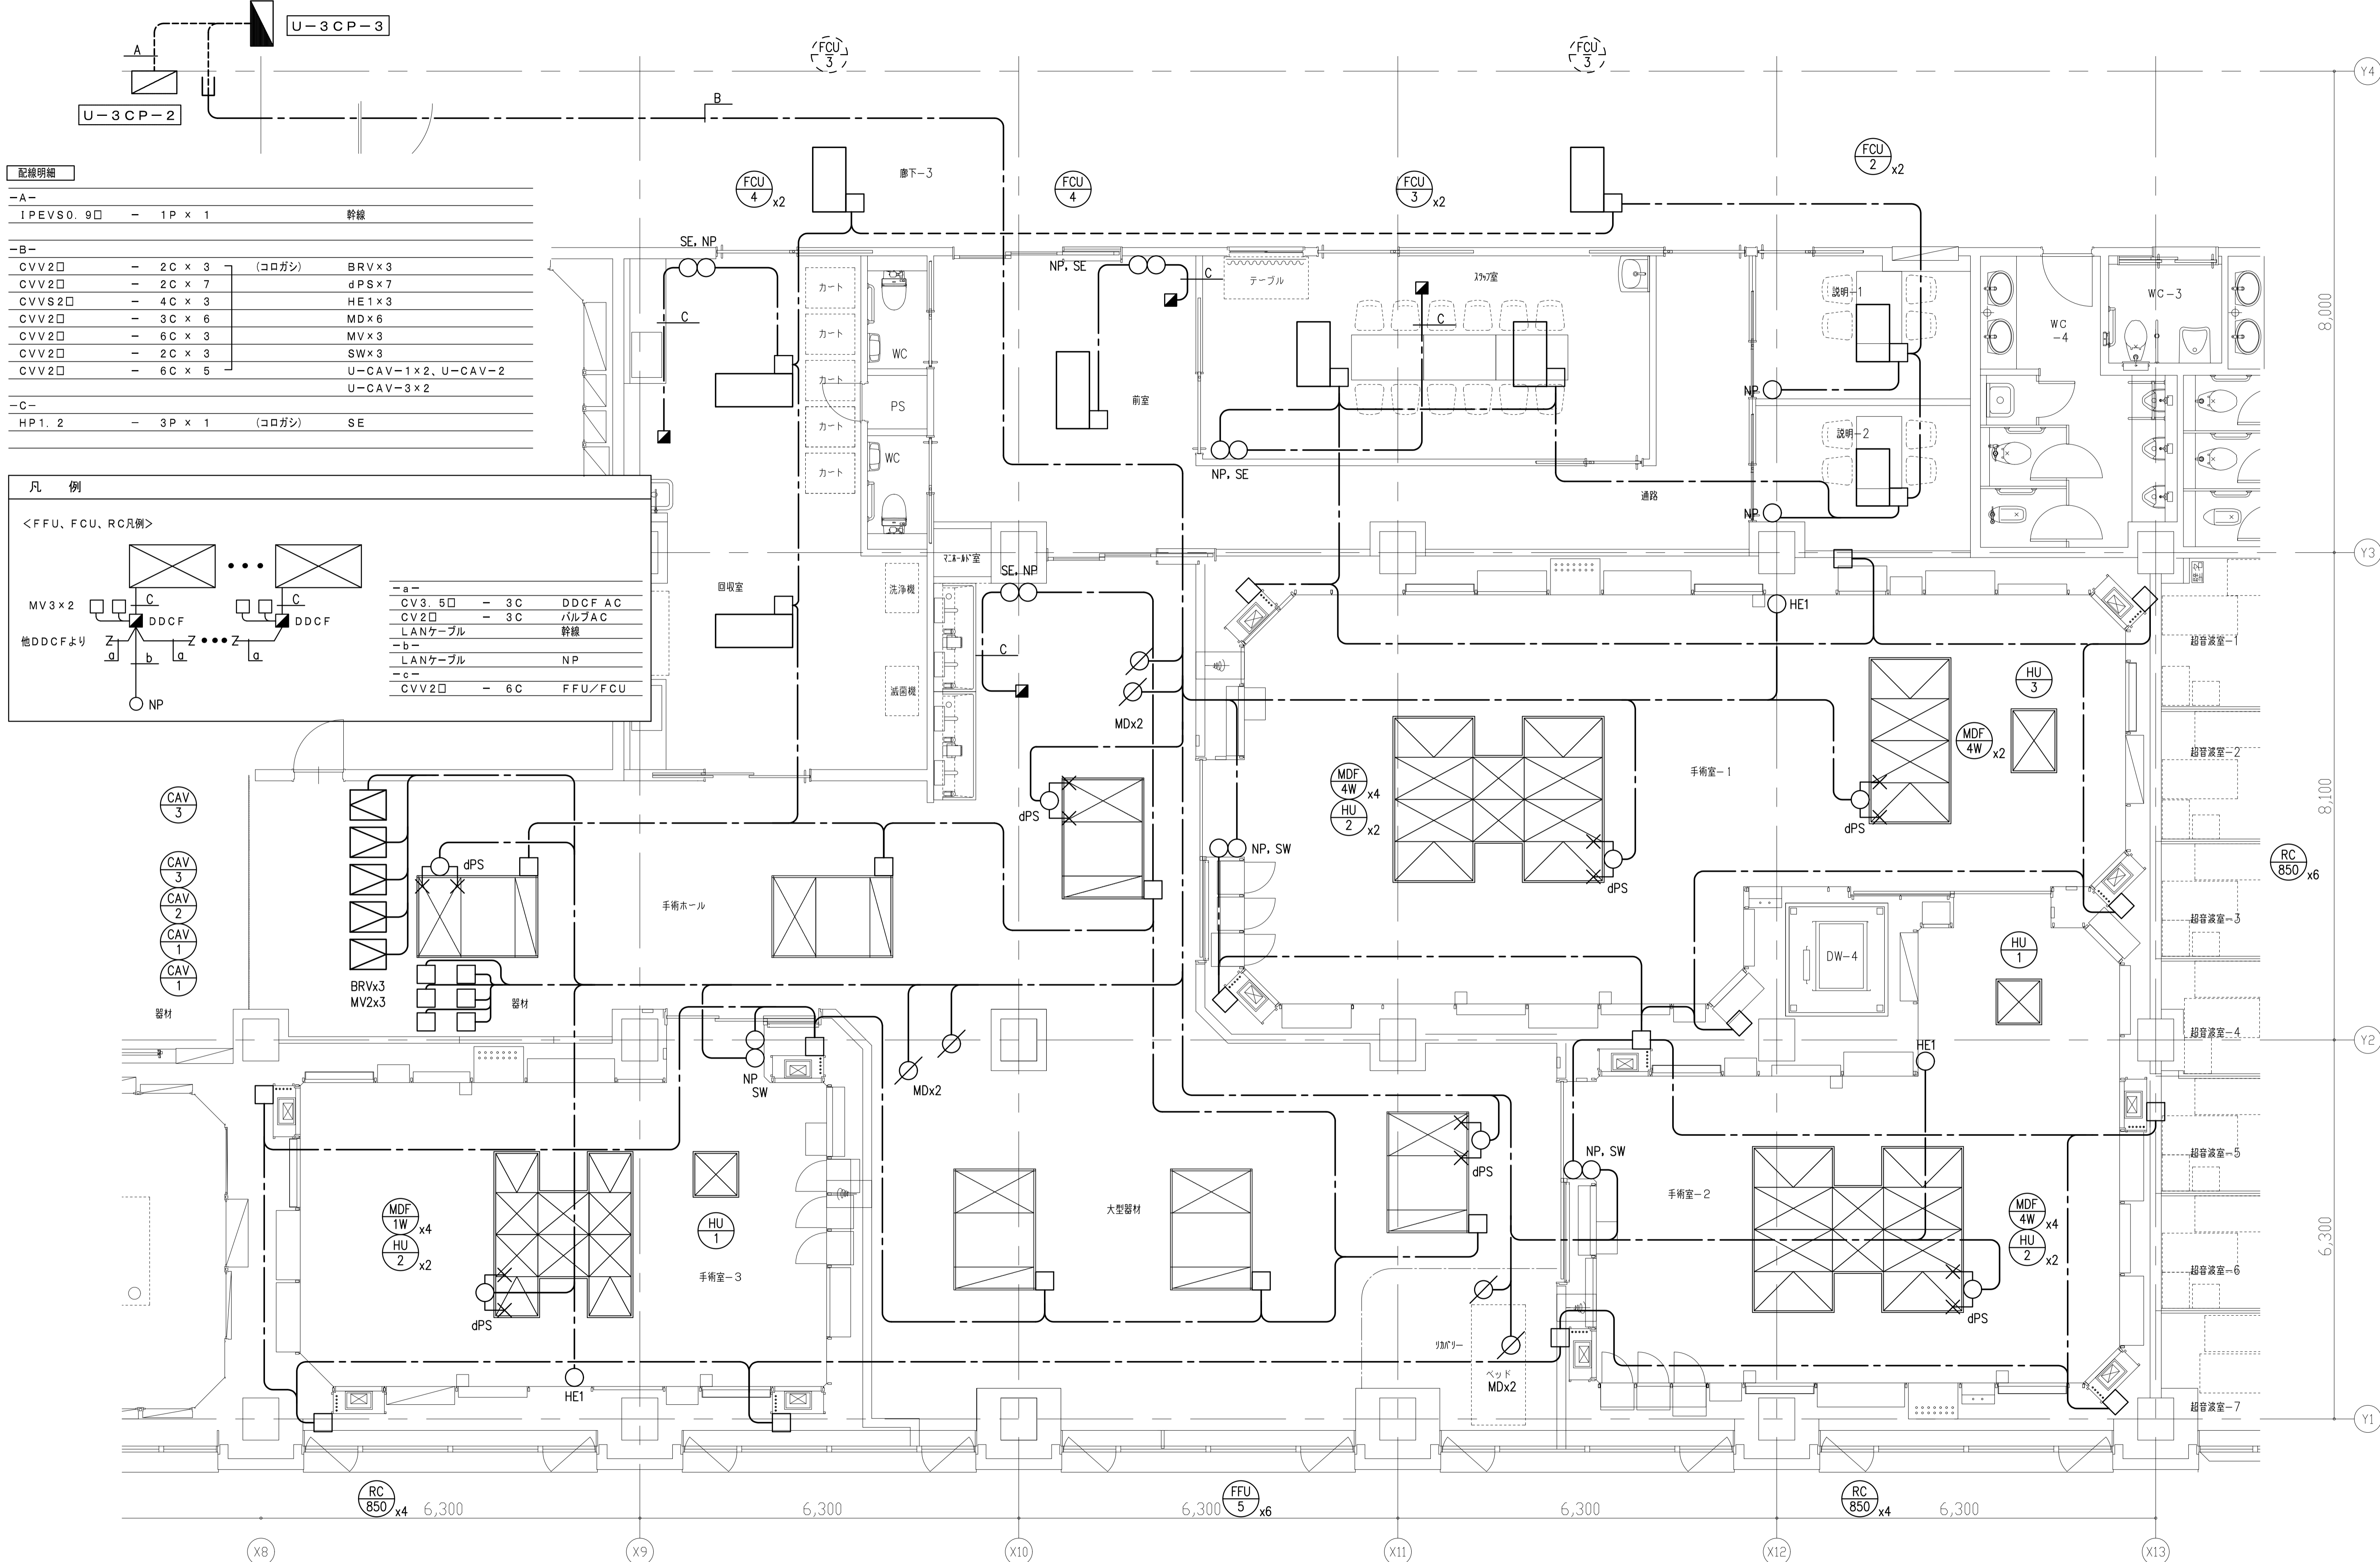 U－3CP－3
A
U－3CP－2
B
FCU
3
FCU
3
Y4
配線明細
－A－
IPEVS0．9□ － 1P × 1 幹線
－B－
CVV2□ － 2C × 3 (コロガシ) BRV×3
CVV2□ － 2C × 7 dPS×7
CVVS2□ － 4C × 3 HE1×3
CVV2□ － 3C × 6 MD×6
CVV2□ － 6C × 3 MV×3
CVV2□ － 2C × 3 SW×3
CVV2□ － 6C × 5 U－CAV－1×2、U－CAV－2
U－CAV－3×2
－C－
HP1．2 － 3P × 1 (コロガシ) SE
FCU
4 x2
廊下－3
FCU
4
FCU
3 x2
FCU
2 x2
SE, NP
NP, SE
C
C
C
カート
カート
カート
カート
カート
WC
PS
WC
前室
テーブル
スタッフ室
NP, SE
説明－1
説明－2
NP
NP
WC
－4
WC－3
8,000
通路
凡　例
＜FFU、FCU、RC凡例＞
MV3×2
C
C
DDCF
DDCF
他DDCFより
Z
Z
Z
a
b
a
a
NP
－a－
CV3．5□ － 3C DDCF AC
CV2□ － 3C バルブAC
LANケーブル 幹線
－b－
LANケーブル NP
－c－
CVV2□ － 6C FFU／FCU
マニホールド室
Y3
回収室
洗浄機
滅菌機
SE, NP
C
MDx2
HE1
超音波室－1
超音波室－2
超音波室－3
超音波室－4
超音波室－5
超音波室－6
超音波室－7
HU
3
MDF
4W x2
手術室－1
MDF
4W x4
HU
2 x2
dPS
dPS
dPS
dPS
8,100
RC
850 x6
CAV
3
CAV
3
CAV
2
CAV
1
CAV
1
器材
BRVx3
MV2x3
器材
手術ホール
NP, SW
DW－4
HU
1
HE1
Y2
NP
SW
MDx2
MDF
1W x4
HU
2 x2
HU
1
手術室－3
dPS
HE1
大型器材
dPS
NP, SW
手術室－2
MDF
4W x4
HU
2 x2
dPS
6,300
リカバリー
ベッド
MDx2
Y1
RC
850 x4
6,300
6,300
6,300
FFU
5 x6
6,300
RC
850 x4
6,300
X8
X9
X10
X11
X12
X13